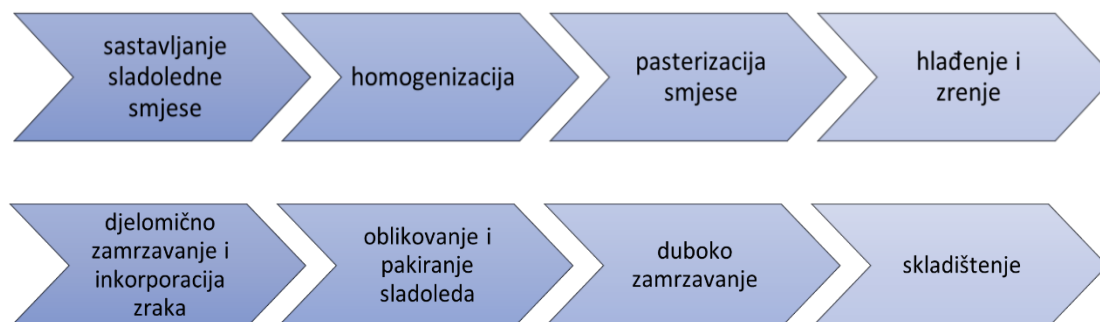 sastavljanje
sladoledne
smjese
homogenizacija
pasterizacija
smjese
hlađenje i
zrenje
djelomično
zamrzavanje i
inkorporacija
zraka
oblikovanje i
pakiranje
sladoleda
duboko
zamrzavanje
skladištenje